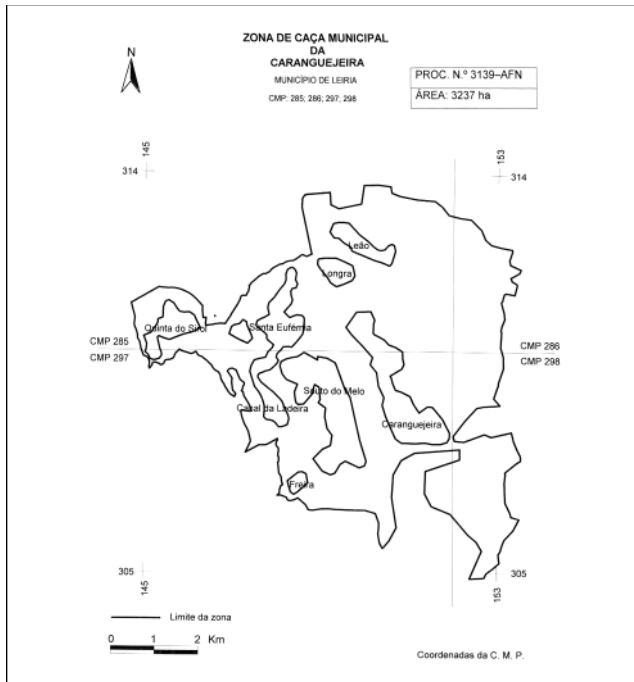 ZONA DE CAÇA MUNICIPAL
DA
CARANGUEJEIRA
MUNICÍPIO DE LEIRIA
CMP: 285; 286; 297; 298
N
PROC. N.º 3139–AFN
ÁREA: 3237 ha
145
153
314
314
Leão
Longra
Quinta do Sirol
Santa Eufémia
CMP 285
CMP 286
CMP 297
CMP 298
Souto do Melo
Casal da Ladeira
Caranguejeira
Freira
305
305
145
153
Limite da zona
0 1 2 Km
Coordenadas da C. M. P.